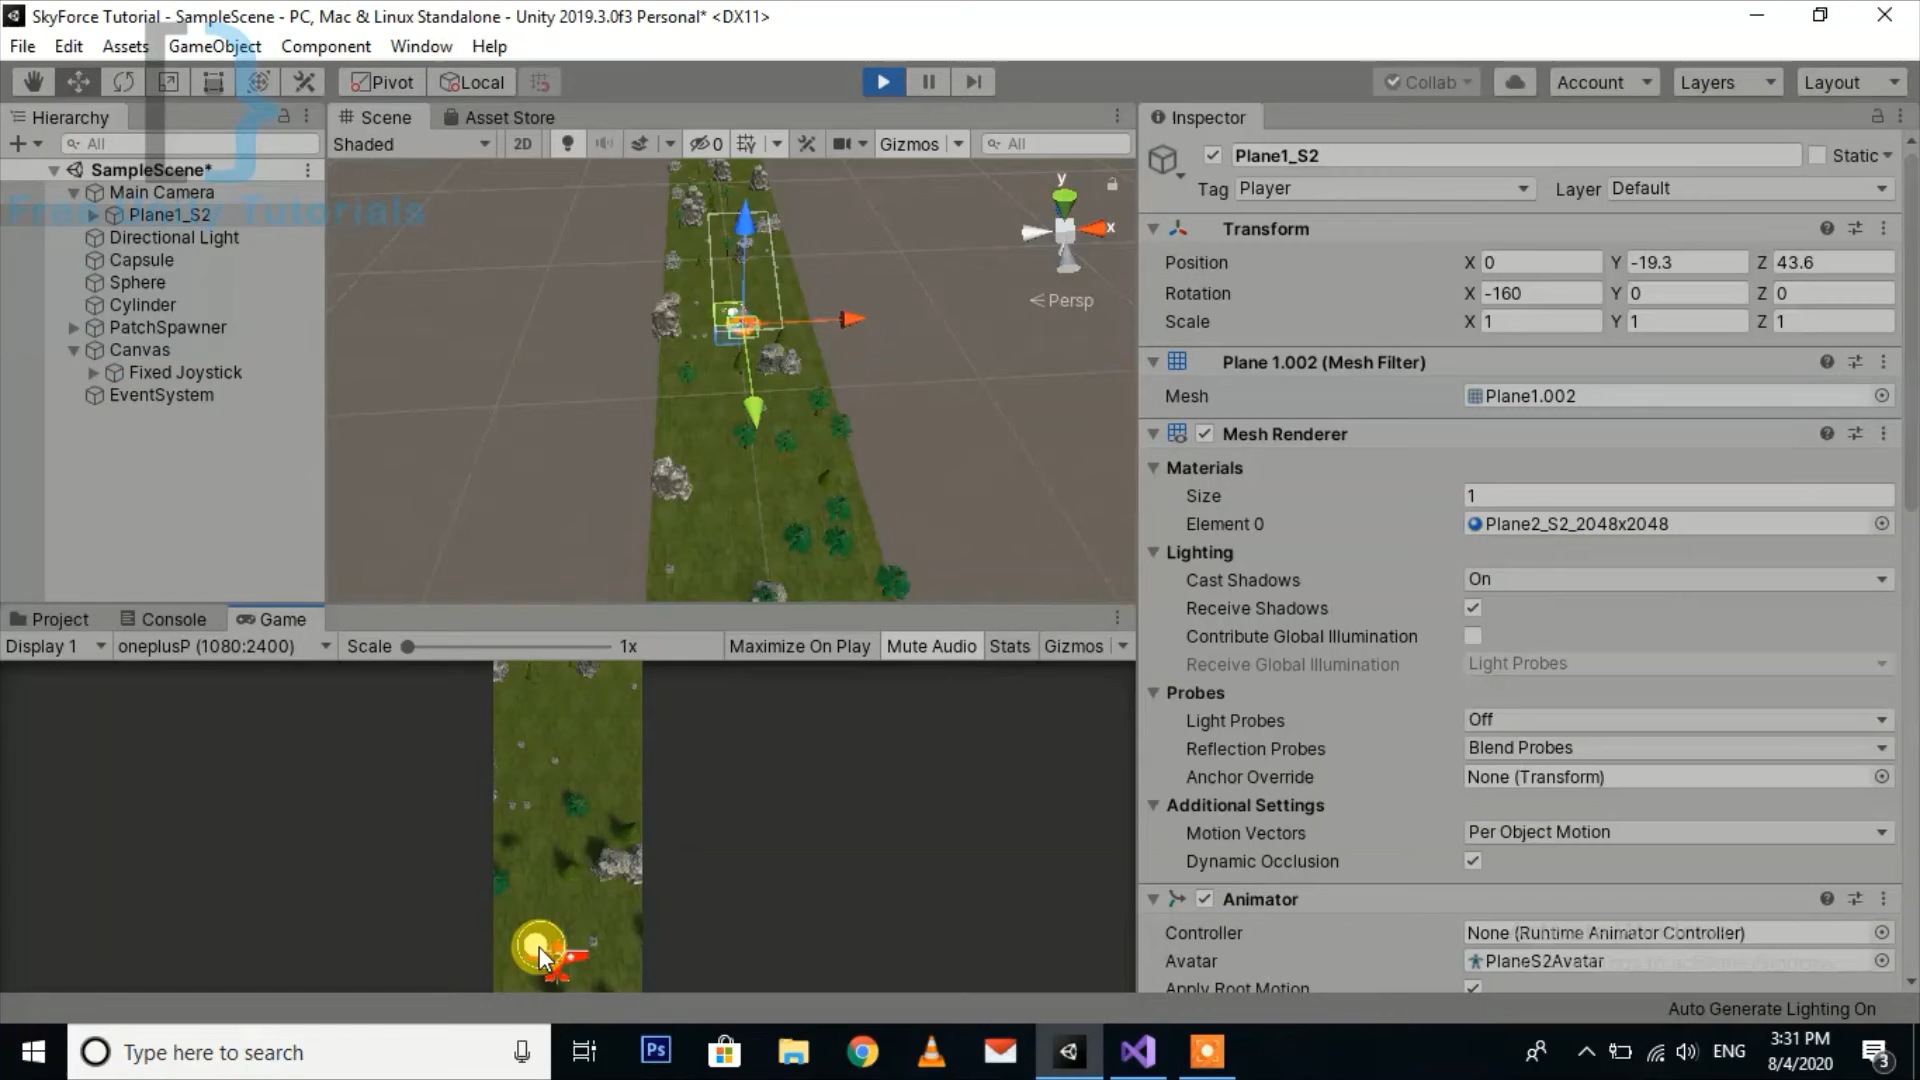 SkyForce Tutorial - SampleScene - PC, Mac & Linux Standalone - Unity 2019.3.0f3 Personal* <DX11>
File Edit Assets GameObject Component Window Help
Pivot Local Collab Account Layers Layout
Hierarchy
All
SampleScene*
Main Camera
Plane1_S2
Directional Light
Capsule
Sphere
Cylinder
PatchSpawner
Canvas
Fixed Joystick
EventSystem
Free Unity Tutorials
Scene Asset Store
Shaded 2D 0 Gizmos All
y
x
Persp
Project Console Game
Display 1 oneplusP (1080:2400) Scale 1x Maximize On Play Mute Audio Stats Gizmos
Inspector
Plane1_S2 Static
Tag Player Layer Default
Transform
Position X 0 Y -19.3 Z 43.6
Rotation X -160 Y 0 Z 0
Scale X 1 Y 1 Z 1
Plane 1.002 (Mesh Filter)
Mesh Plane1.002
Mesh Renderer
Materials
Size 1
Element 0 Plane2_S2_2048x2048
Lighting
Cast Shadows On
Receive Shadows
Contribute Global Illumination
Receive Global Illumination Light Probes
Probes
Light Probes Off
Reflection Probes Blend Probes
Anchor Override None (Transform)
Additional Settings
Motion Vectors Per Object Motion
Dynamic Occlusion
Animator
Controller None (Runtime Animator Controller)
Avatar PlaneS2Avatar
Apply Root Motion
Auto Generate Lighting On
Type here to search
Ps
ENG
3:31 PM
8/4/2020
3